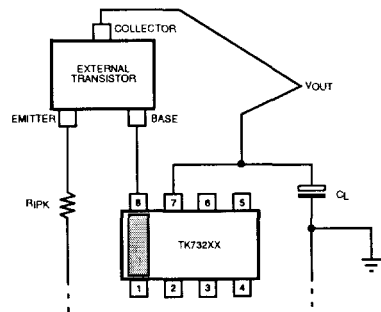 COLLECTOR
EXTERNAL
TRANSISTOR
VOUT
EMITTER
BASE
RIPK
8
7
6
5
CL
TK732XX
1
2
3
4